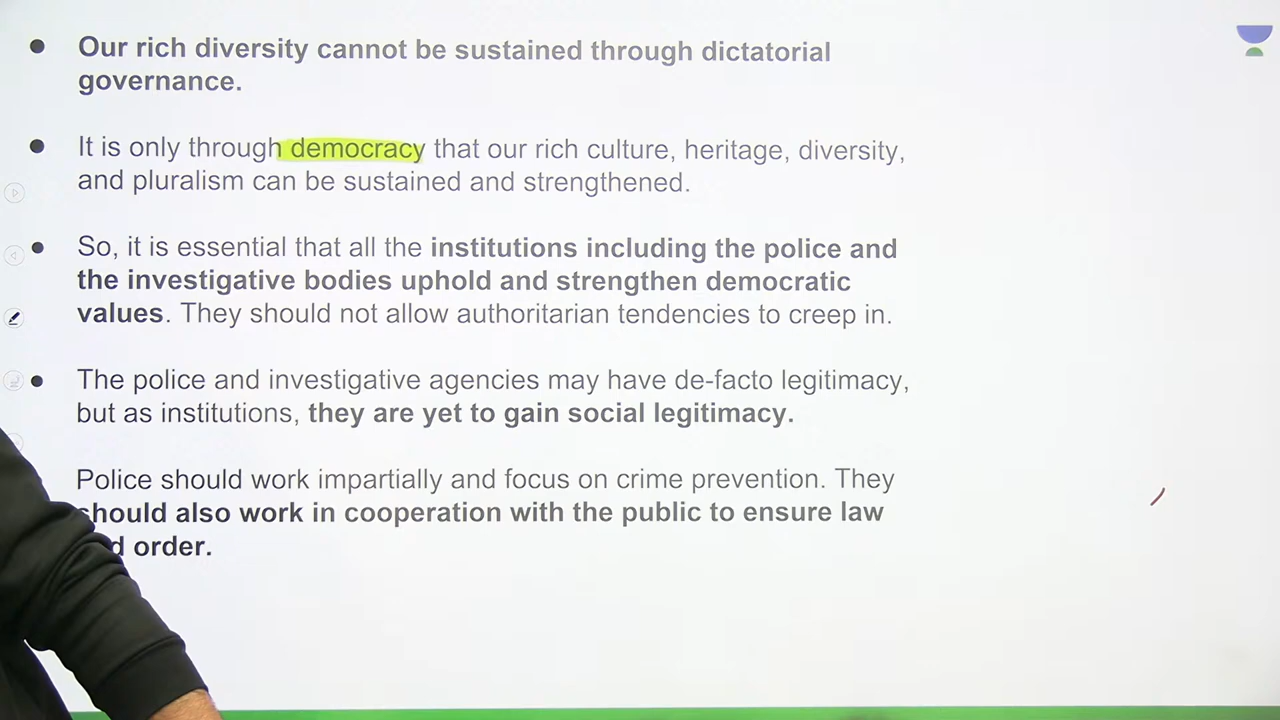 Our rich diversity cannot be sustained through dictatorial
governance.
It is only through democracy that our rich culture, heritage, diversity,
and pluralism can be sustained and strengthened.
So, it is essential that all the institutions including the police and
the investigative bodies uphold and strengthen democratic
values. They should not allow authoritarian tendencies to creep in.
The police and investigative agencies may have de-facto legitimacy,
but as institutions, they are yet to gain social legitimacy.
Police should work impartially and focus on crime prevention. They
should also work in cooperation with the public to ensure law
order.